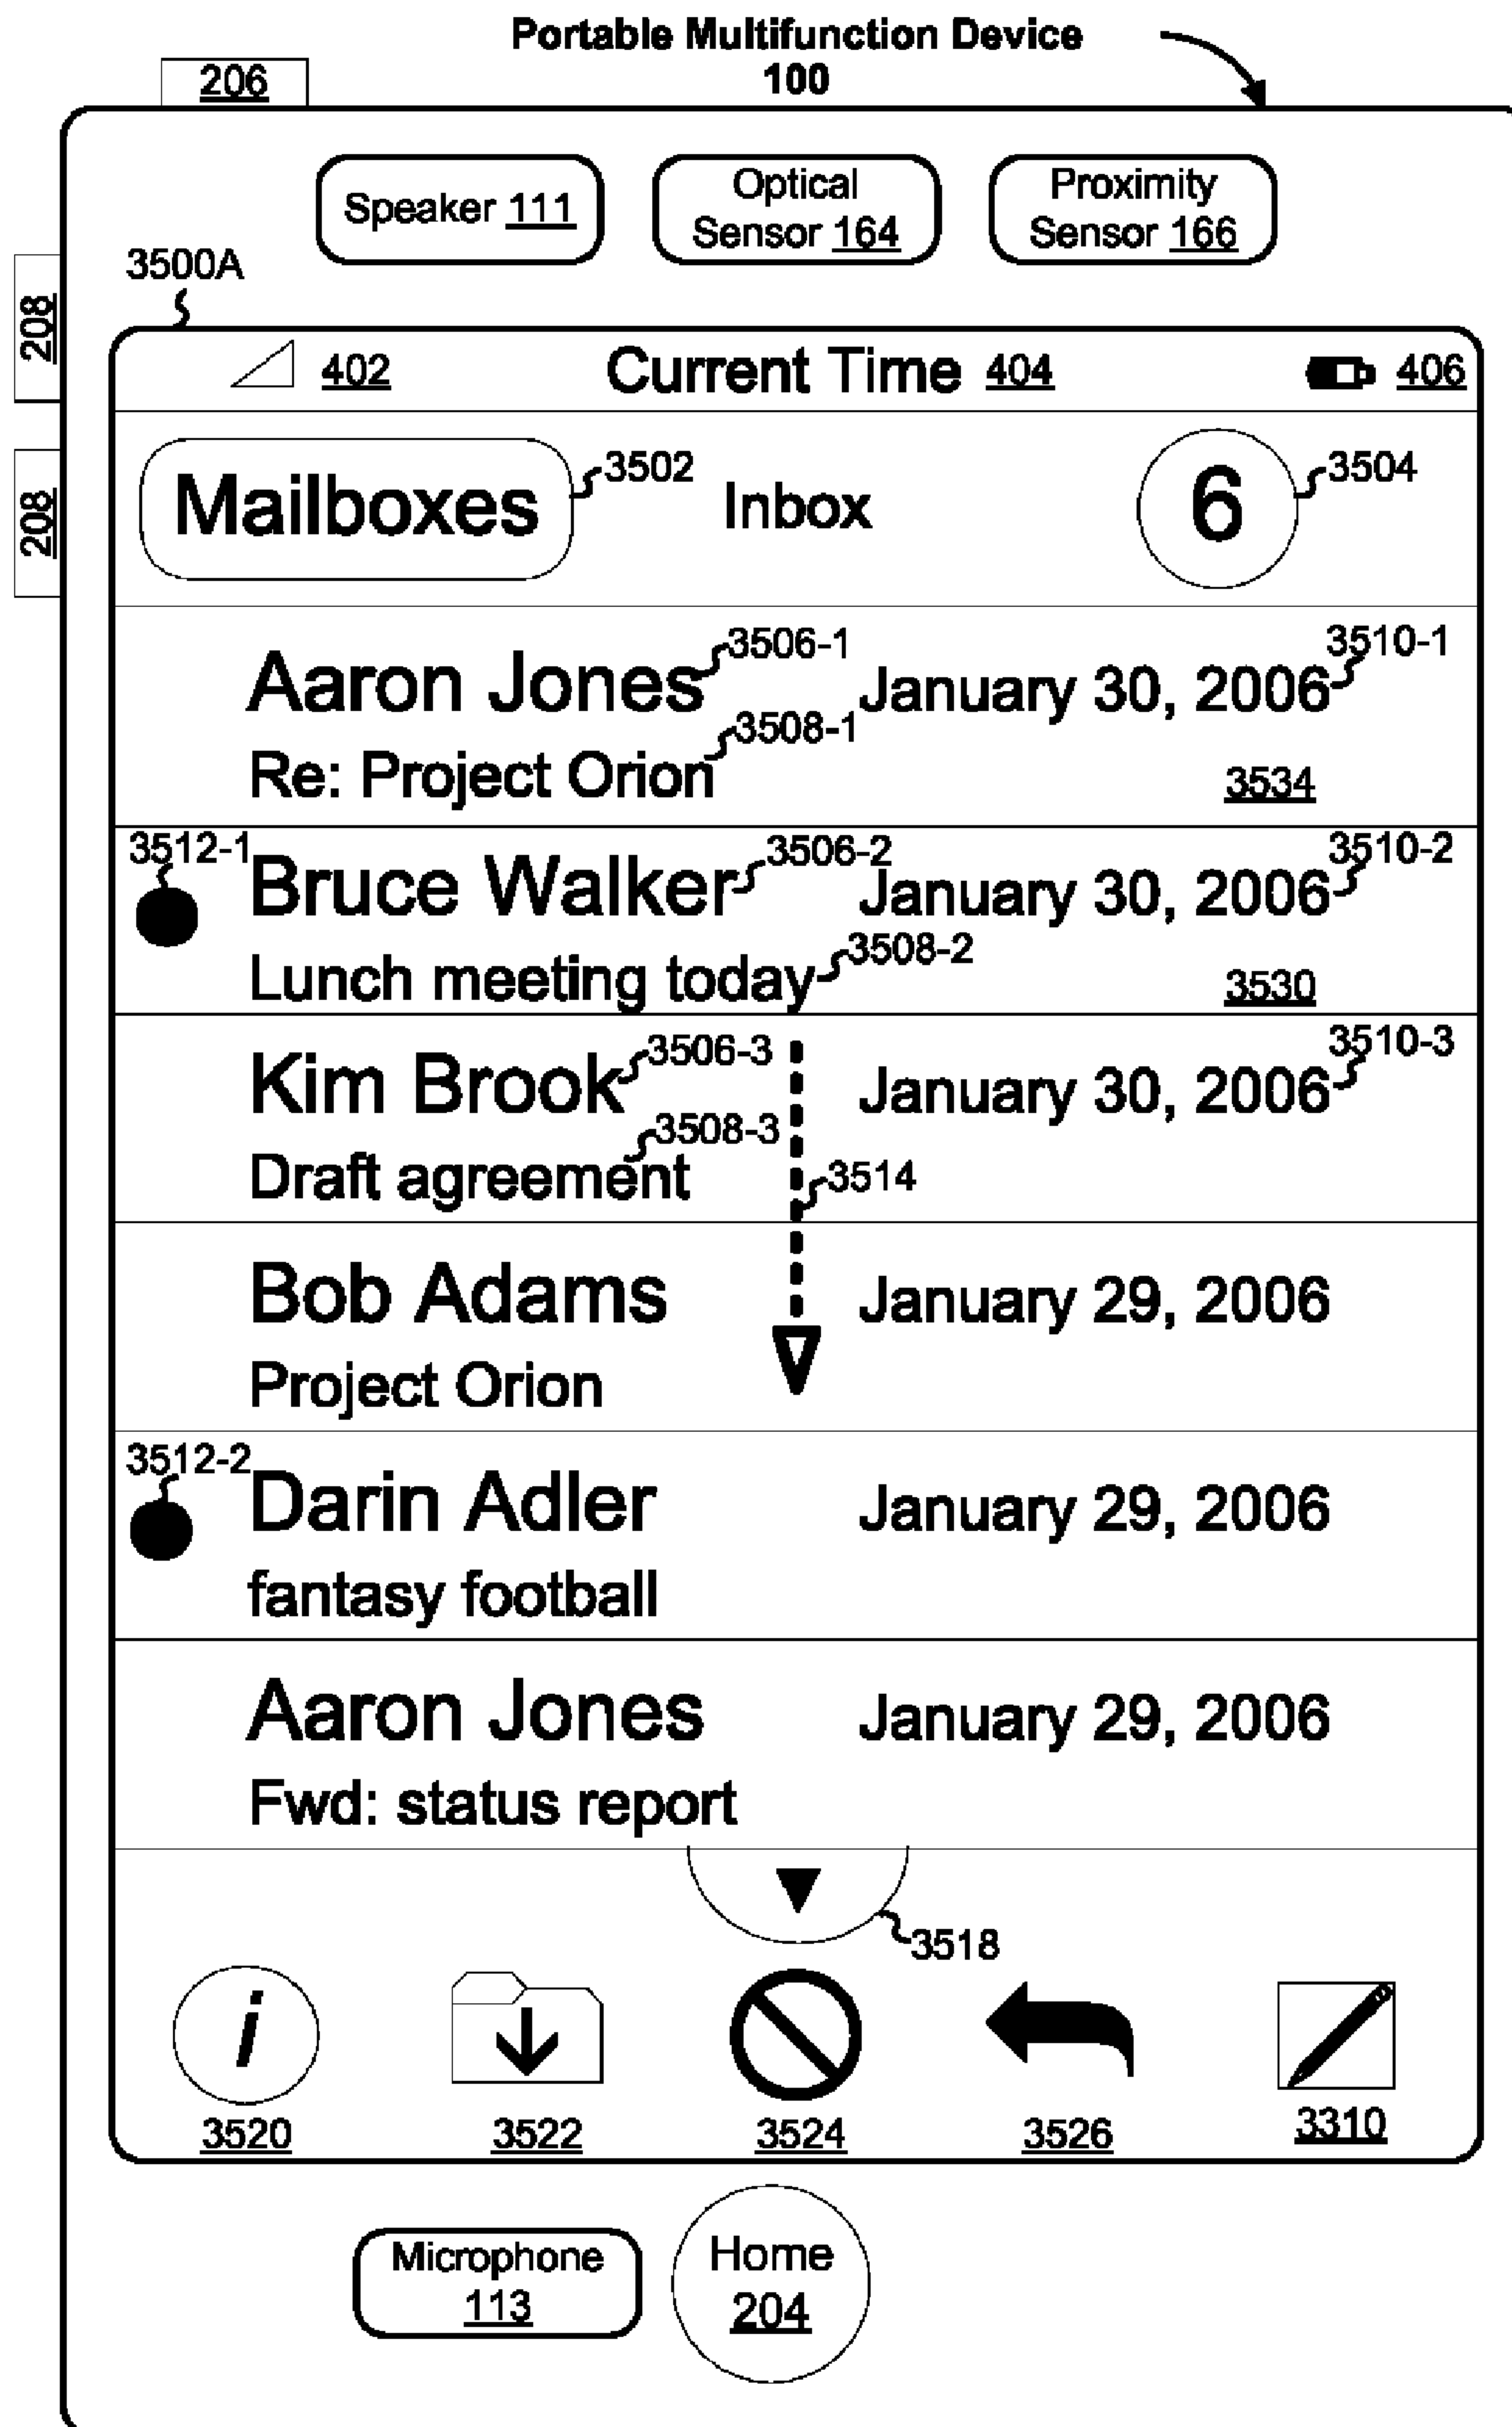 Portable Multifunction Device
100
206
Speaker 111
Optical
Sensor 164
Proximity
Sensor 166
3500A
208
208
402
Current Time 404
406
Mailboxes
3502
Inbox
6
3504
Aaron Jones
3506-1
January 30, 2006
3510-1
Re: Project Orion
3508-1
3534
3512-1
Bruce Walker
3506-2
January 30, 2006
3510-2
Lunch meeting today
3508-2
3530
Kim Brook
3506-3
January 30, 2006
3510-3
Draft agreement
3508-3
3514
Bob Adams
January 29, 2006
Project Orion
3512-2
Darin Adler
January 29, 2006
fantasy football
Aaron Jones
January 29, 2006
Fwd: status report
3518
i
3520
3522
3524
3526
3310
Microphone
113
Home
204